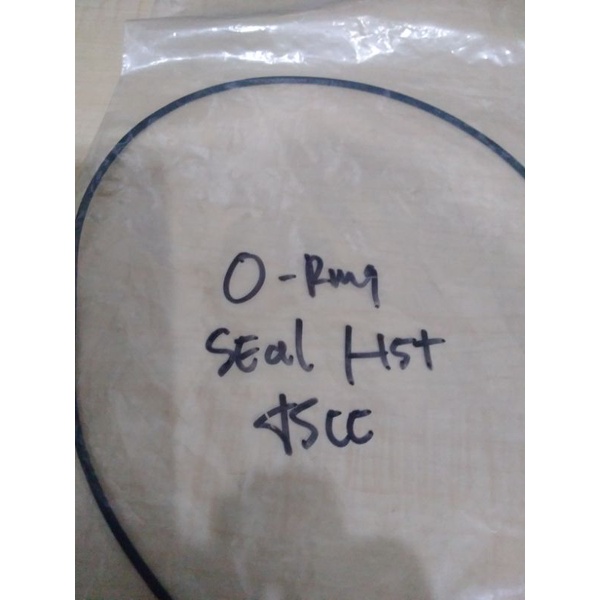 O-Ring
SEal Hst
45CC